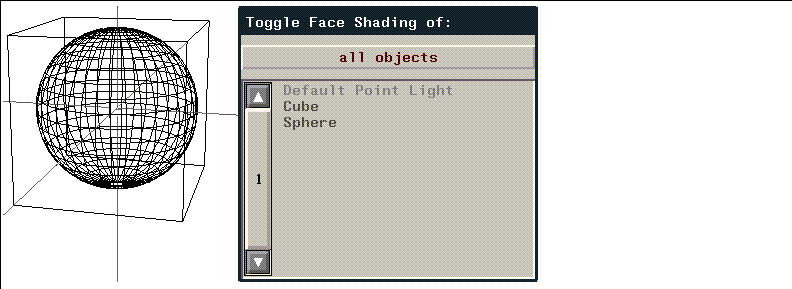 Toggle Face Shading of:
all objects
Default Point Light
Cube
Sphere
1